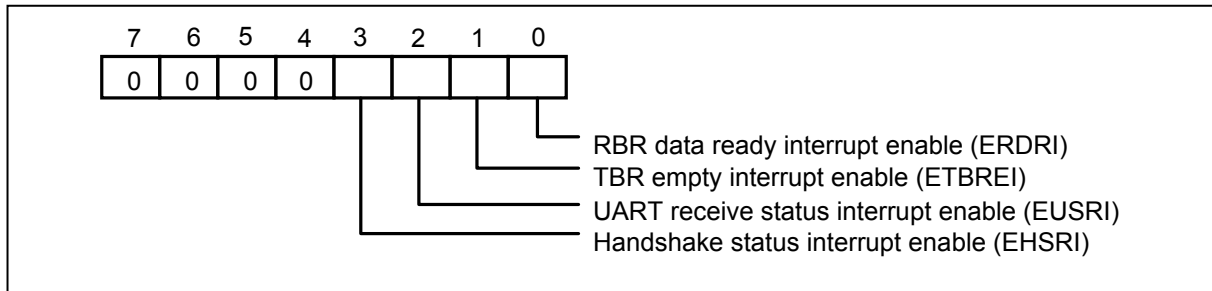 7 6 5 4 3 2 1 0
0 0 0 0
RBR data ready interrupt enable (ERDRI)
TBR empty interrupt enable (ETBREI)
UART receive status interrupt enable (EUSRI)
Handshake status interrupt enable (EHSRI)